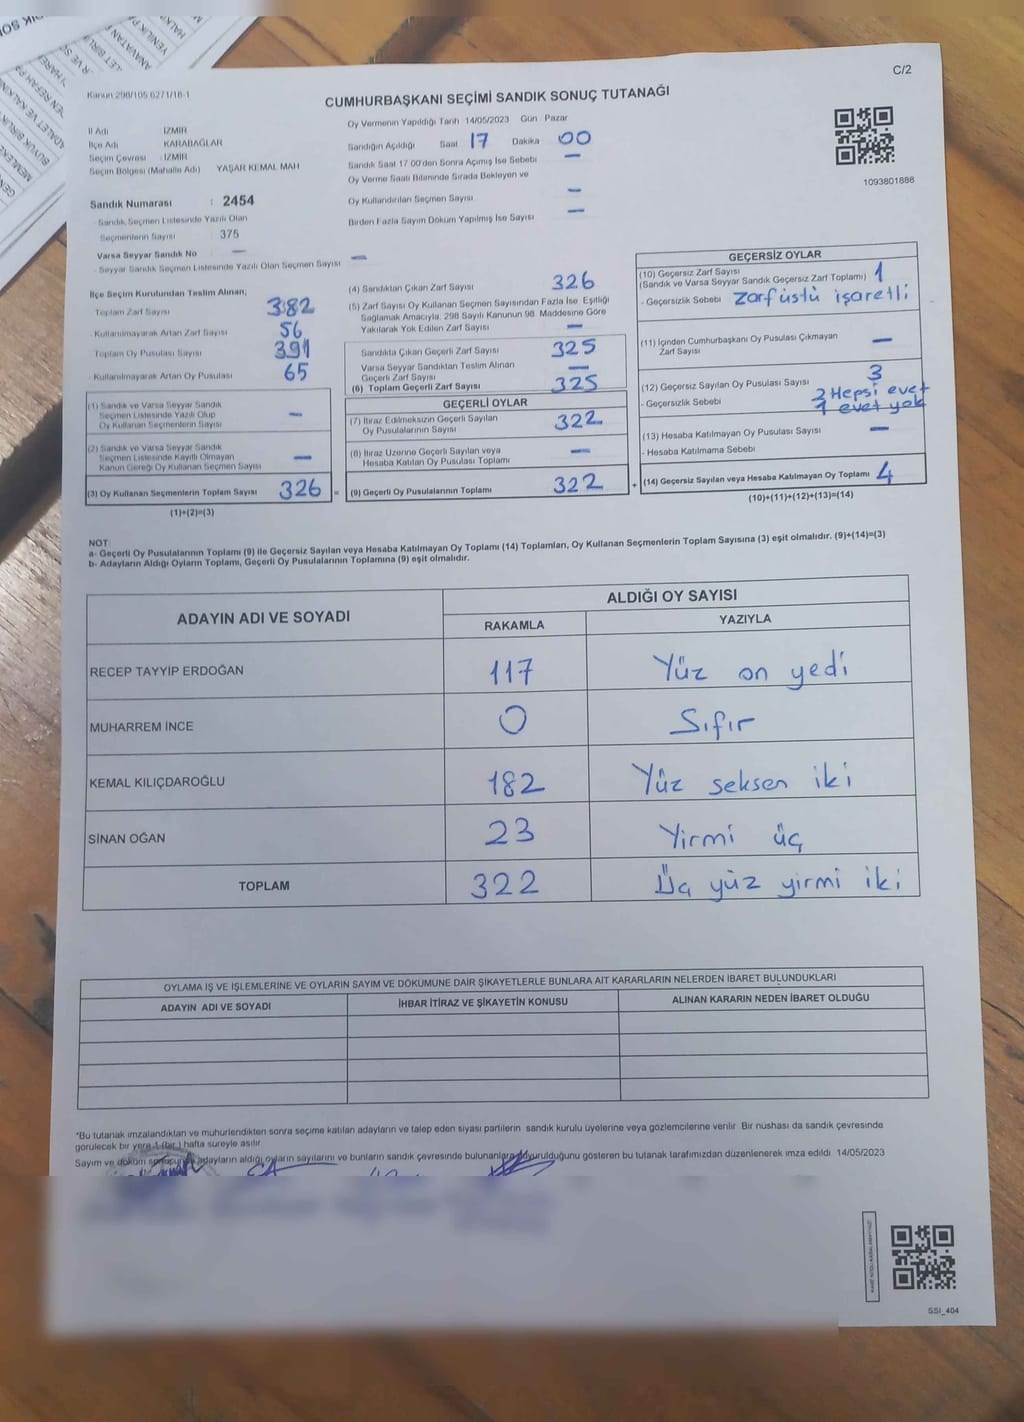 C/2
Kanun 298/105 6271/18-1
CUMHURBAŞKANI SEÇİMİ SANDIK SONUÇ TUTANAĞI
İl Adı İZMİR
İlçe Adı KARABAĞLAR
Seçim Çevresi : İZMİR
Seçim Bölgesi (Mahalle Adı) YAŞAR KEMAL MAH
Sandık Numarası : 2454
- Sandık Seçmen Listesinde Yazılı Olan
Seçmenlerin Sayısı 375
Varsa Seyyar Sandık No —
- Seyyar Sandık Seçmen Listesinde Yazılı Olan Seçmen Sayısı —
Oy Vermenin Yapıldığı Tarih 14/05/2023 Gün Pazar
Sandığın Açıldığı Saat 17 Dakika 00
Sandık Saat 17 00'den Sonra Açımış İse Sebebi —
Oy Verme Saati Bitiminde Sırada Bekleyen ve
Oy Kullandırılan Seçmen Sayısı —
Birden Fazla Sayım Döküm Yapılmış İse Sayısı —
1093801888
İlçe Seçim Kurulundan Teslim Alınan;
Toplam Zarf Sayısı 382
- Kullanılmayarak Artan Zarf Sayısı 56
Toplam Oy Pusulası Sayısı 391
- Kullanılmayarak Artan Oy Pusulası 65
(1) Sandık ve Varsa Seyyar Sandık
Seçmen Listesinde Yazılı Olup
Oy Kullanan Seçmenlerin Sayısı —
(2) Sandık ve Varsa Seyyar Sandık
Seçmen Listesinde Kayıtlı Olmayan
Kanun Gereği Oy Kullanan Seçmen Sayısı —
(3) Oy Kullanan Seçmenlerin Toplam Sayısı 326 =
(1)+(2)=(3)
(4) Sandıktan Çıkan Zarf Sayısı 326
(5) Zarf Sayısı Oy Kullanan Seçmen Sayısından Fazla İse Eşitliği
Sağlamak Amacıyla, 298 Sayılı Kanunun 98 Maddesine Göre
Yakılarak Yok Edilen Zarf Sayısı —
Sandıkta Çıkan Geçerli Zarf Sayısı 325
Varsa Seyyar Sandıktan Teslim Alınan
Geçerli Zarf Sayısı —
(6) Toplam Geçerli Zarf Sayısı 325
GEÇERLİ OYLAR
(7) İtiraz Edilmeksizin Geçerli Sayılan
Oy Pusulalarının Sayısı 322
(8) İtiraz Üzerine Geçerli Sayılan veya
Hesaba Katılan Oy Pusulası Toplamı —
(9) Geçerli Oy Pusulalarının Toplamı 322 +
GEÇERSİZ OYLAR
(10) Geçersiz Zarf Sayısı 1
(Sandık ve Varsa Seyyar Sandık Geçersiz Zarf Toplamı)
- Geçersizlik Sebebi Zarf üstü işaretli
(11) İçinden Cumhurbaşkanı Oy Pusulası Çıkmayan
Zarf Sayısı —
(12) Geçersiz Sayılan Oy Pusulası Sayısı 3
- Geçersizlik Sebebi 2 Hepsi evet
1 evet yok
(13) Hesaba Katılmayan Oy Pusulası Sayısı —
- Hesaba Katılmama Sebebi
(14) Geçersiz Sayılan veya Hesaba Katılmayan Oy Toplamı 4
(10)+(11)+(12)+(13)=(14)
NOT:
a- Geçerli Oy Pusulalarının Toplamı (9) ile Geçersiz Sayılan veya Hesaba Katılmayan Oy Toplamı (14) Toplamları, Oy Kullanan Seçmenlerin Toplam Sayısına (3) eşit olmalıdır. (9)+(14)=(3)
b- Adayların Aldığı Oyların Toplamı, Geçerli Oy Pusulalarının Toplamına (9) eşit olmalıdır.
ADAYIN ADI VE SOYADI
ALDIĞI OY SAYISI
RAKAMLA YAZIYLA
RECEP TAYYİP ERDOĞAN 117 Yüz on yedi
MUHARREM İNCE 0 Sıfır
KEMAL KILIÇDAROĞLU 182 Yüz seksen iki
SİNAN OĞAN 23 Yirmi üç
TOPLAM 322 Üç yüz yirmi iki
OYLAMA İŞ VE İŞLEMLERİNE VE OYLARIN SAYIM VE DÖKÜMÜNE DAİR ŞİKAYETLERLE BUNLARA AİT KARARLARIN NELERDEN İBARET BULUNDUKLARI
ADAYIN ADI VE SOYADI İHBAR İTİRAZ VE ŞİKAYETİN KONUSU ALINAN KARARIN NEDEN İBARET OLDUĞU
*Bu tutanak imzalandıktan ve mühürlendikten sonra seçime katılan adayların ve talep eden siyasi partilerin sandık kurulu üyelerine veya gözlemcilerine verilir. Bir nushası da sandık çevresinde
görülecek bir yere 1 (bir ) hafta süreyle asılır
Sayım ve döküm adayların aldığı oyların sayılarını ve bunların sandık çevresinde bulunanlara duyurulduğunu gösteren bu tutanak tarafımızdan düzenlenerek imza edildi. 14/05/2023
SSI_404